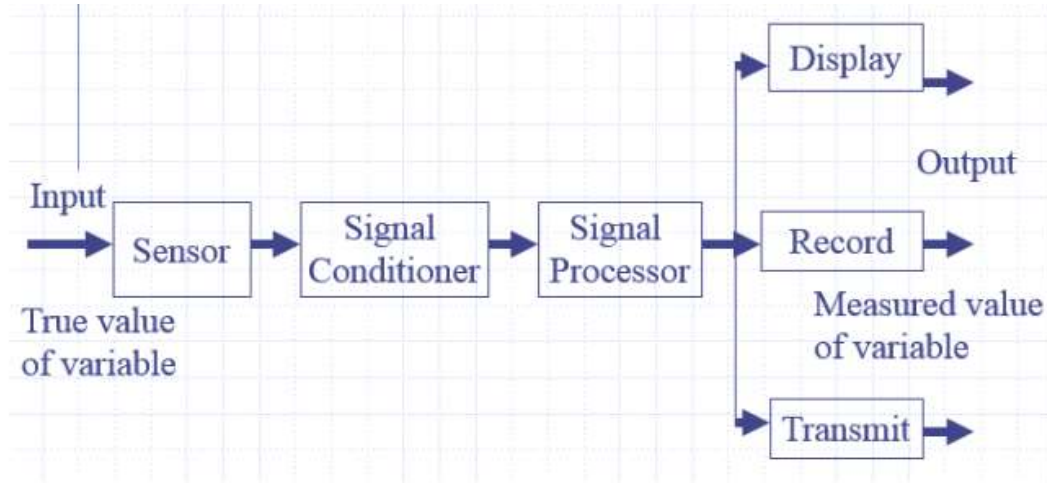 Display
Output
Input
Sensor
Signal
Conditioner
Signal
Processor
Record
True value
of variable
Measured value
of variable
Transmit